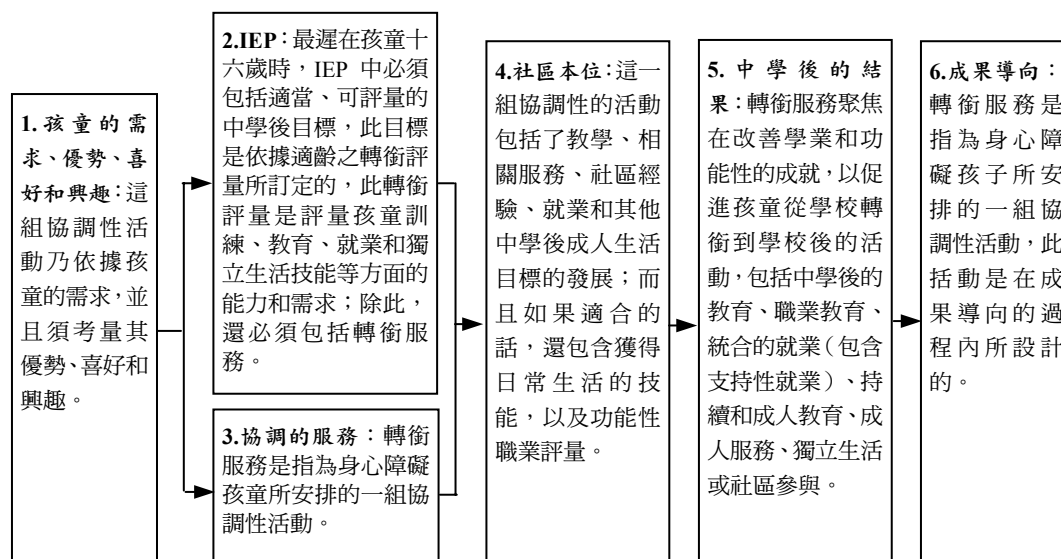 1.孩童的需
求、優勢、喜
好和興趣:這
組協調性活
動乃依據孩
童的需求,並
且須考量其
優勢、喜好和
興趣。
2.IEP:最遲在孩童十
六歲時,IEP 中必須
包括適當、可評量的
中學後目標,此目標
是依據適齡之轉銜評
量所訂定的,此轉銜
評量是評量孩童訓
練、教育、就業和獨
立生活技能等方面的
能力和需求;除此,
還必須包括轉銜服
務。
3.協調的服務:轉銜
服務是指為身心障礙
孩童所安排的一組協
調性活動。
4.社區本位:這一
組協調性的活動
包括了教學、相
關服務、社區經
驗、就業和其他
中學後成人生活
目標的發展;而
且如果適合的
話,還包含獲得
日常生活的技
能,以及功能性
職業評量。
5.中學後的結
果:轉銜服務聚焦
在改善學業和功
能性的成就,以促
進孩童從學校轉
銜到學校後的活
動,包括中學後的
教育、職業教育、
統合的就業(包含
支持性就業)、持
續和成人教育、成
人服務、獨立生活
或社區參與。
6.成果導向:
轉銜服務是
指為身心障
礙孩子所安
排的一組協
調性活動,此
括動是在成
果導向的過
程內所設計
的。